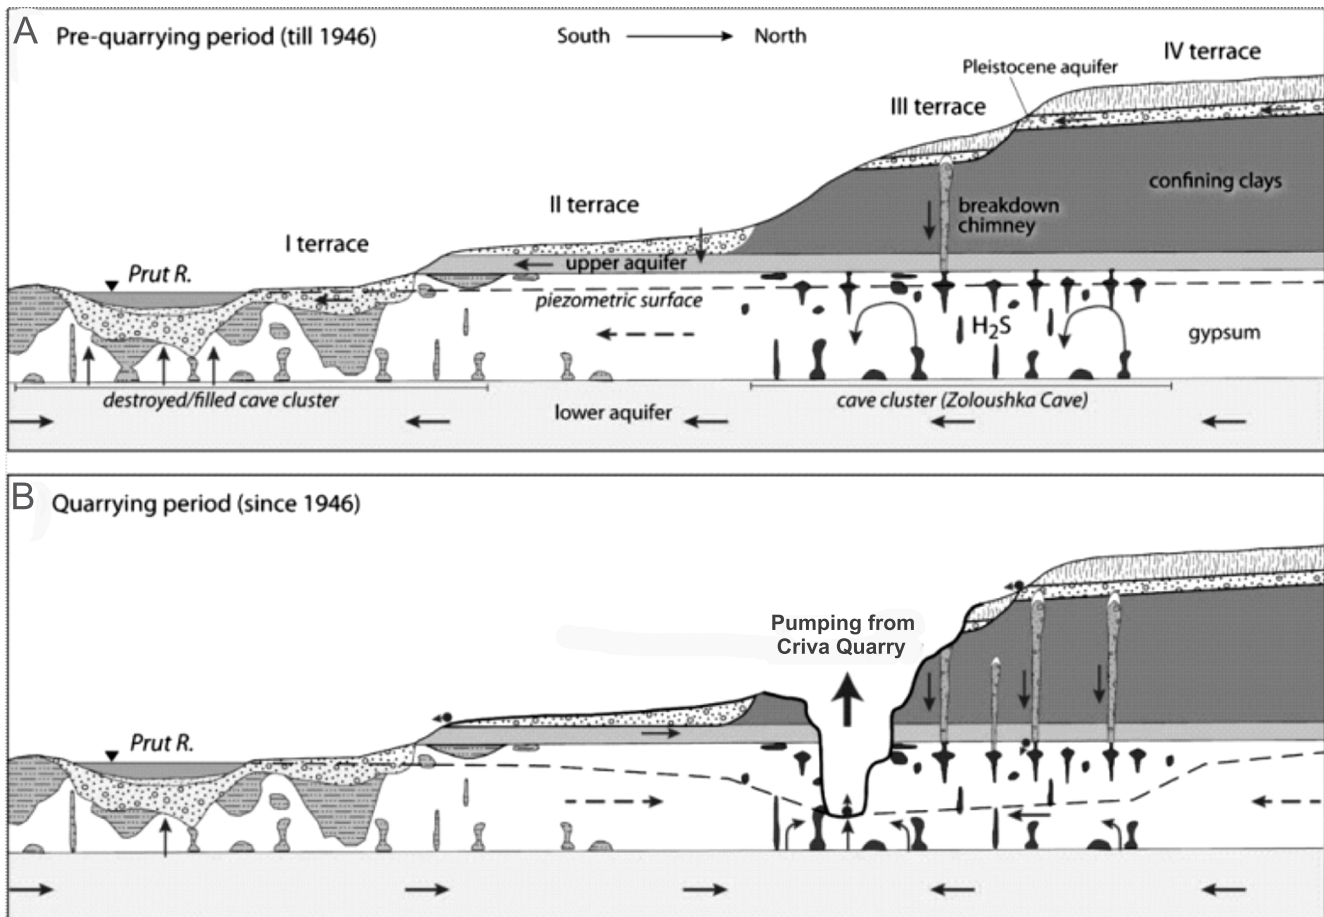 A
Pre-quarrying period (till 1946)
South
North
IV terrace
Pleistocene aquifer
III terrace
confining clays
II terrace
breakdown
chimney
I terrace
upper aquifer
Prut R.
piezometric surface
H₂S
gypsum
destroyed/filled cave cluster
cave cluster (Zoloushka Cave)
lower aquifer
B
Quarrying period (since 1946)
Pumping from
Criva Quarry
Prut R.